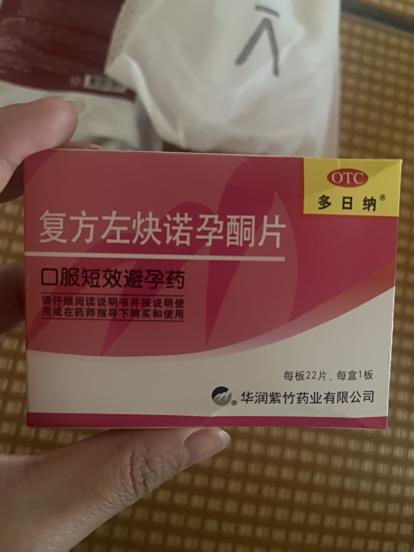 OTC
多日纳®
复方左炔诺孕酮片
口服短效避孕药
请仔细阅读说明书并按说明使
用或在药师指导下购买和使用
每板22片，每盒1板
华润紫竹药业有限公司